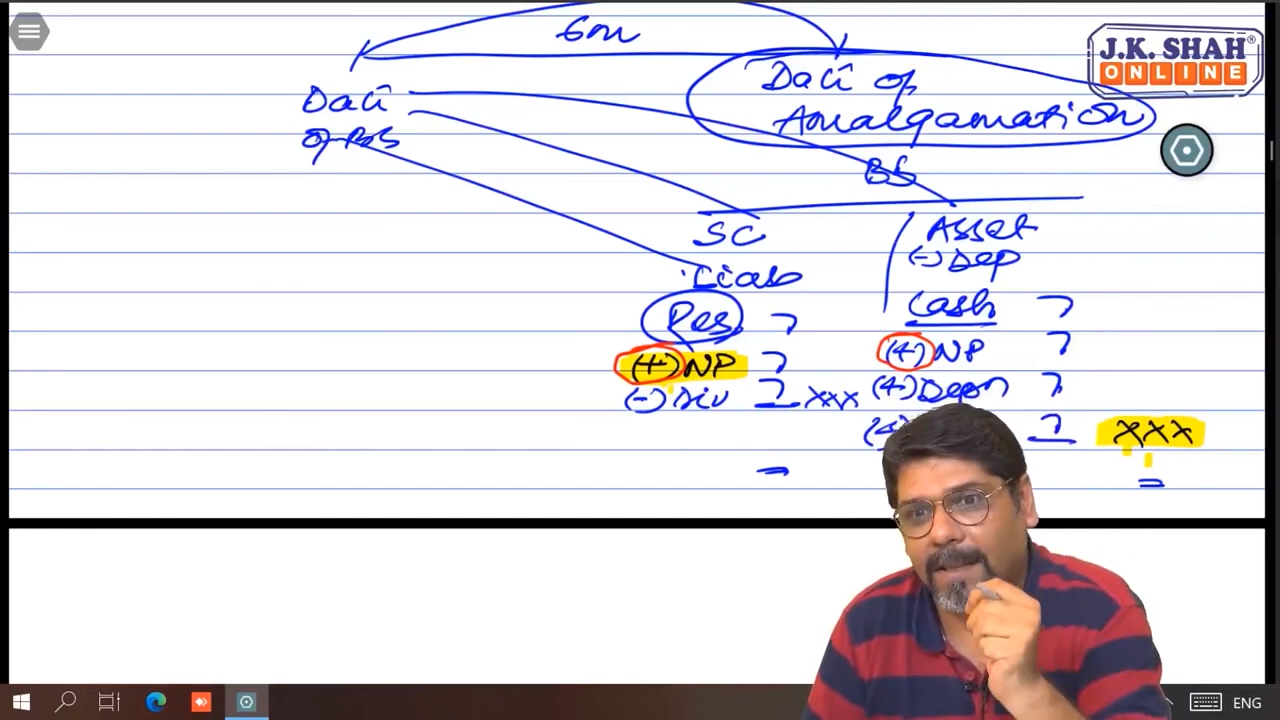 6m
J.K. SHAH®
ONLINE
Date
of BS
Date of
Amalgamation
BS
SC
Asset
Liab
(-) Dep
Res ?
Cash ?
(+) NP ?
(+) NP ?
(-) Div ? xxx
(+) Depn ?
? xxx
=
=
ENG